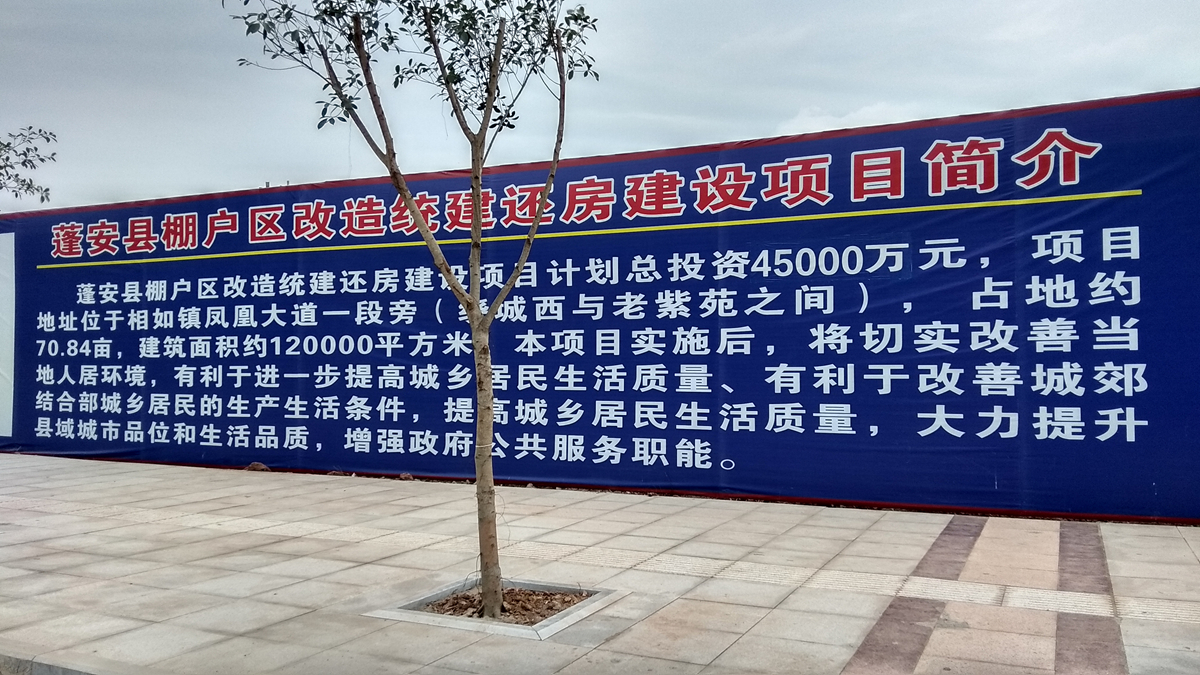 蓬安县棚户区改造统建还房建设项目简介
蓬安县棚户区改造统建还房建设项目计划总投资45000万元，项目
地址位于相如镇凤凰大道一段旁（城西与老紫苑之间），占地约
70.84亩，建筑面积约120000平方米，本项目实施后，将切实改善当
地人居环境，有利于进一步提高城乡居民生活质量、有利于改善城郊
结合部城乡居民的生产生活条件，提高城乡居民生活质量，大力提升
县域城市品位和生活品质，增强政府公共服务职能。